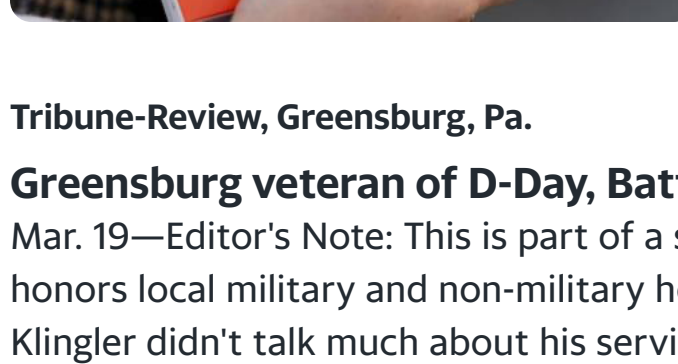 Tribune-Review, Greensburg, Pa.
Greensburg veteran of D-Day, Bat
Mar. 19—Editor's Note: This is part of a s
honors local military and non-military h
Klingler didn't talk much about his servi